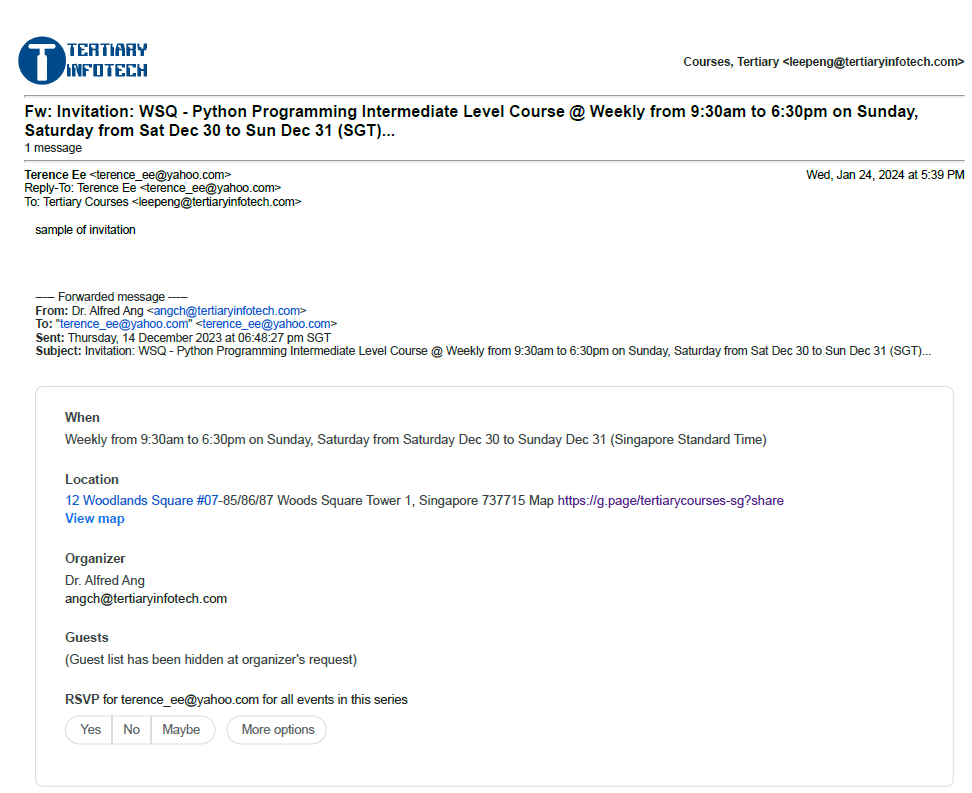 TERTIARY
INFOTECH
Courses, Tertiary <leepeng@tertiaryinfotech.com>
Fw: Invitation: WSQ - Python Programming Intermediate Level Course @ Weekly from 9:30am to 6:30pm on Sunday,
Saturday from Sat Dec 30 to Sun Dec 31 (SGT)...
1 message
Terence Ee <terence_ee@yahoo.com>
Wed, Jan 24, 2024 at 5:39 PM
Reply-To: Terence Ee <terence_ee@yahoo.com>
To: Tertiary Courses <leepeng@tertiaryinfotech.com>
sample of invitation
----- Forwarded message -----
From: Dr. Alfred Ang <angch@tertiaryinfotech.com>
To: "terence_ee@yahoo.com" <terence_ee@yahoo.com>
Sent: Thursday, 14 December 2023 at 06:48:27 pm SGT
Subject: Invitation: WSQ - Python Programming Intermediate Level Course @ Weekly from 9:30am to 6:30pm on Sunday, Saturday from Sat Dec 30 to Sun Dec 31 (SGT)...
When
Weekly from 9:30am to 6:30pm on Sunday, Saturday from Saturday Dec 30 to Sunday Dec 31 (Singapore Standard Time)
Location
12 Woodlands Square #07-85/86/87 Woods Square Tower 1, Singapore 737715 Map https://g.page/tertiarycourses-sg?share
View map
Organizer
Dr. Alfred Ang
angch@tertiaryinfotech.com
Guests
(Guest list has been hidden at organizer's request)
RSVP for terence_ee@yahoo.com for all events in this series
Yes No Maybe More options